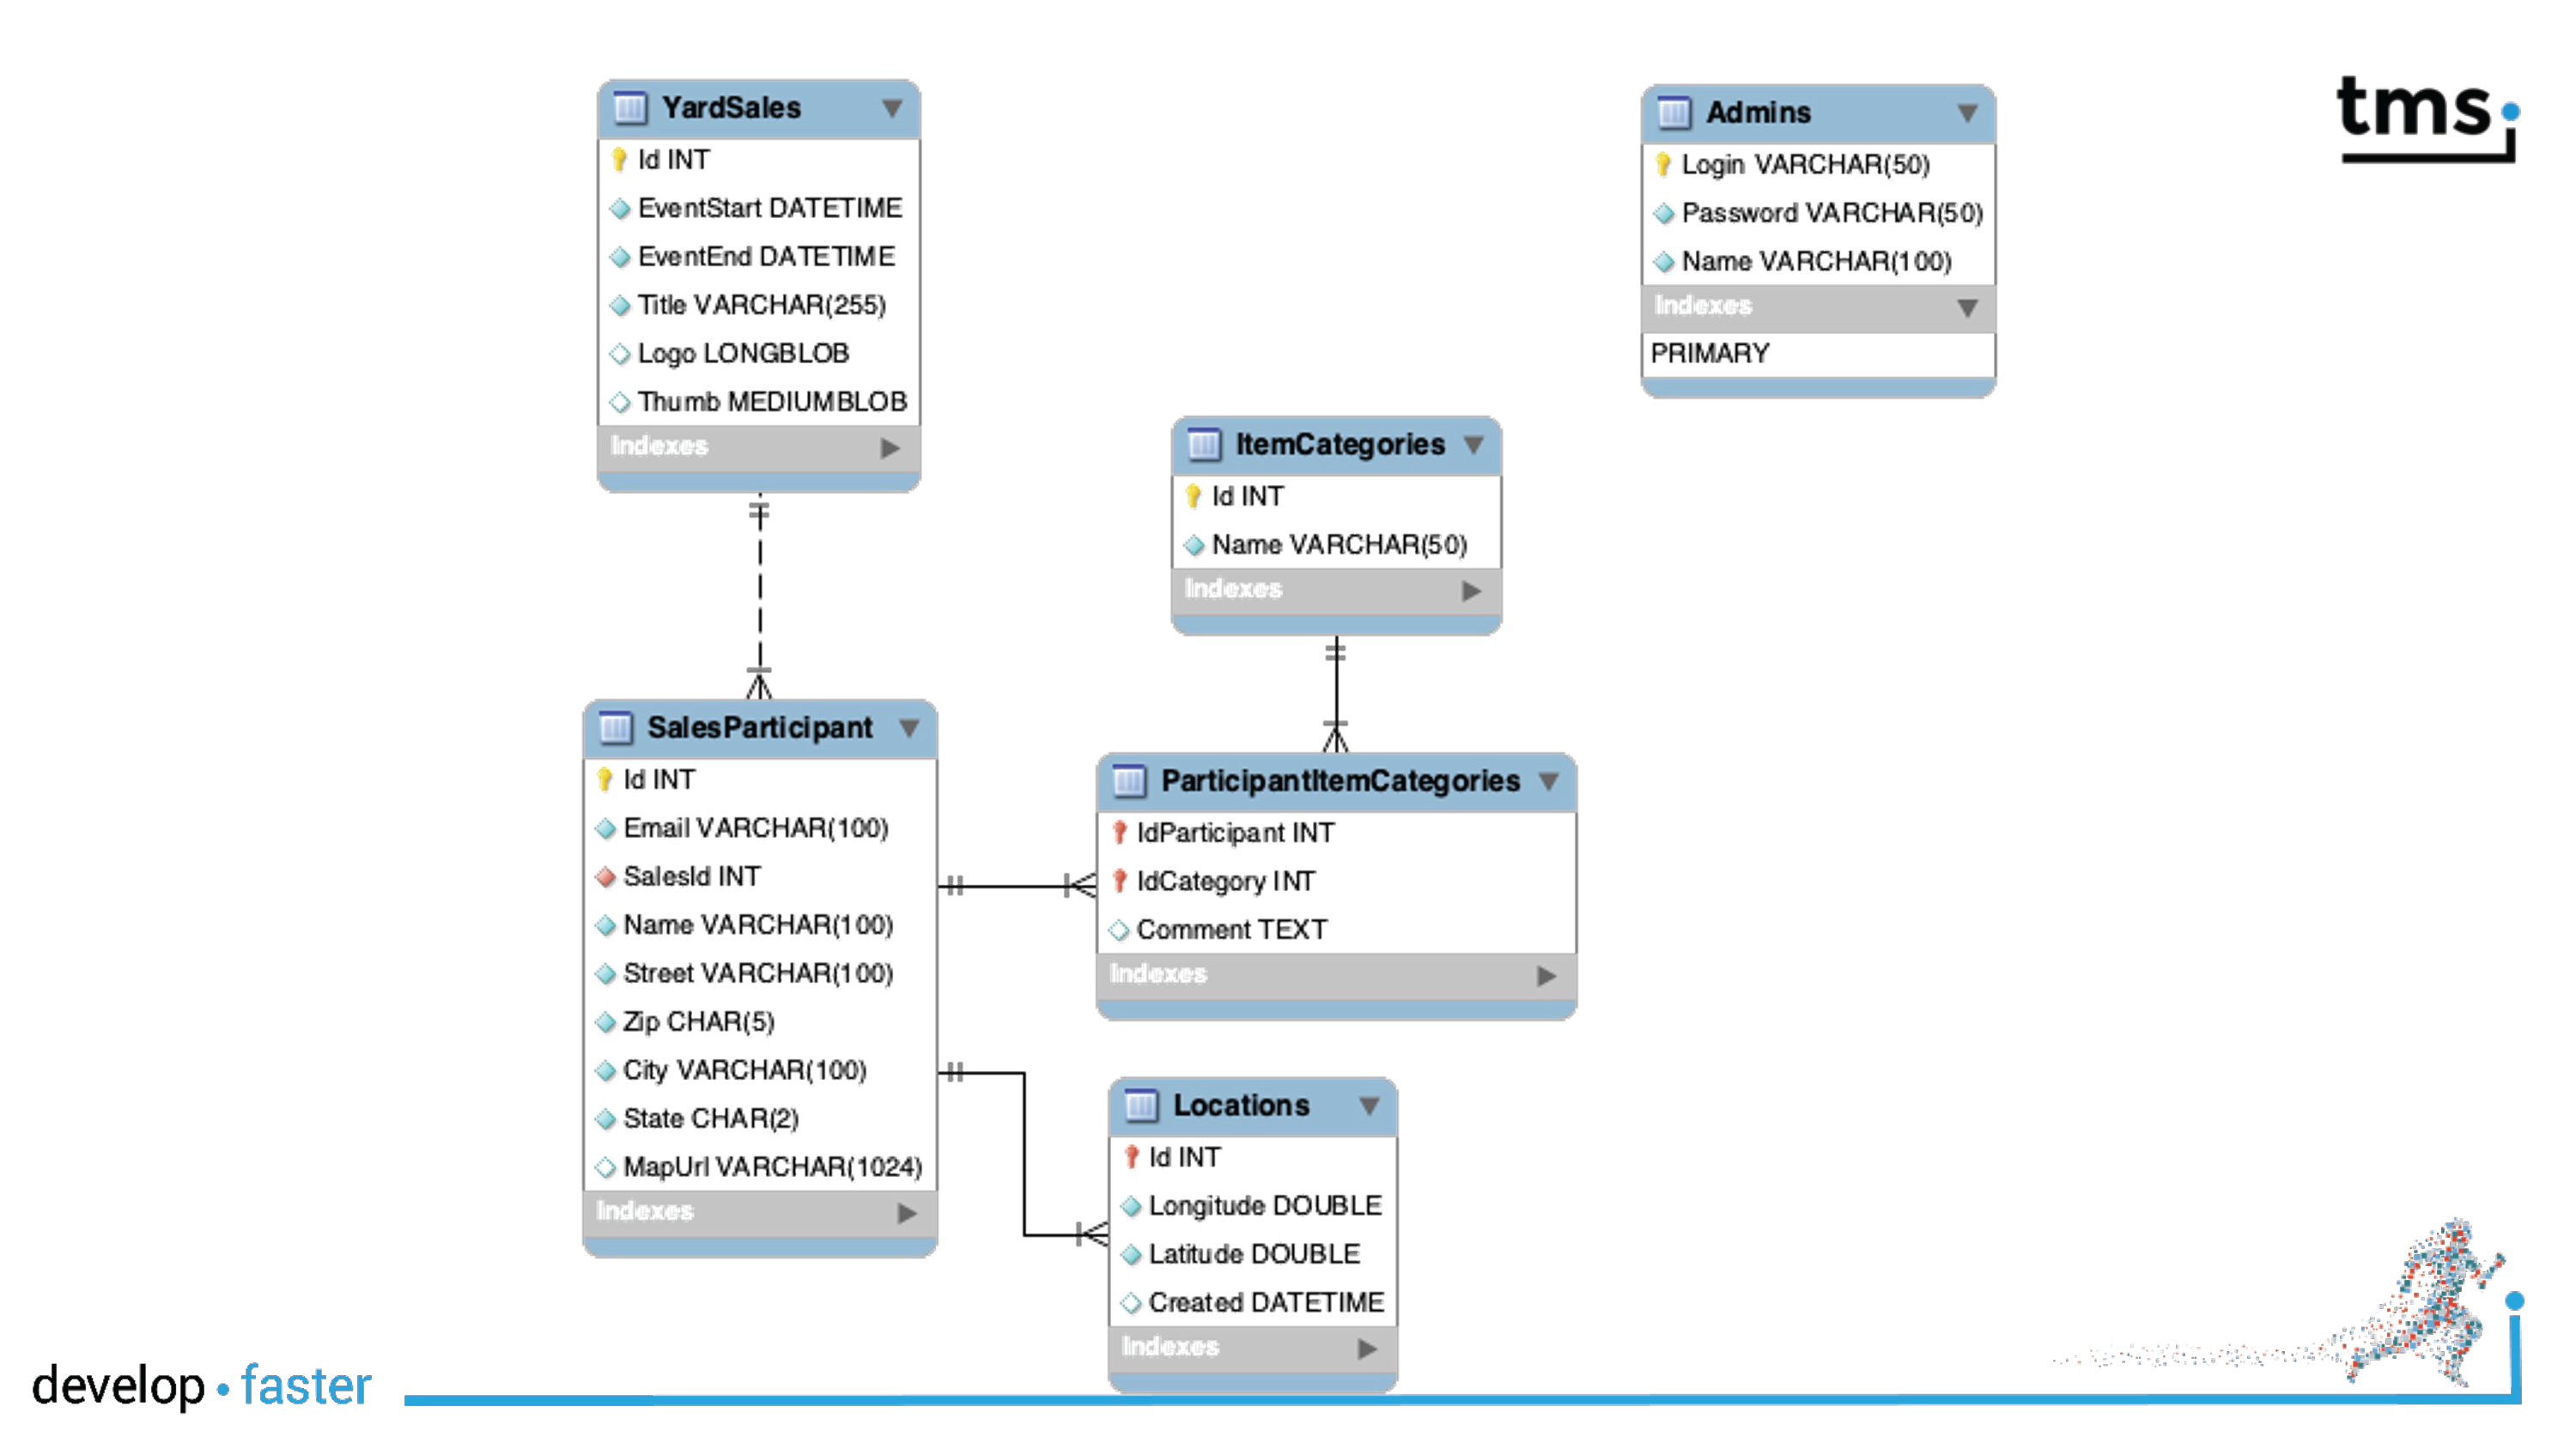 YardSales
Id INT
EventStart DATETIME
EventEnd DATETIME
Title VARCHAR(255)
Logo LONGBLOB
Thumb MEDIUMBLOB
Indexes
Admins
Login VARCHAR(50)
Password VARCHAR(50)
Name VARCHAR(100)
Indexes
PRIMARY
tms
ItemCategories
Id INT
Name VARCHAR(50)
Indexes
SalesParticipant
Id INT
Email VARCHAR(100)
SalesId INT
Name VARCHAR(100)
Street VARCHAR(100)
Zip CHAR(5)
City VARCHAR(100)
State CHAR(2)
MapUrl VARCHAR(1024)
Indexes
ParticipantItemCategories
IdParticipant INT
IdCategory INT
Comment TEXT
Indexes
Locations
Id INT
Longitude DOUBLE
Latitude DOUBLE
Created DATETIME
Indexes
develop • faster